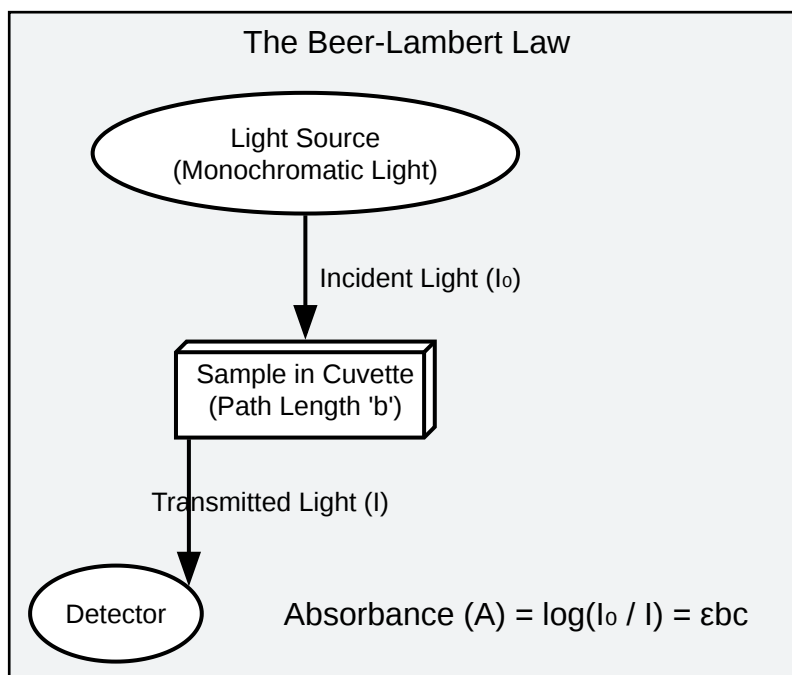 The Beer-Lambert Law
Light Source
(Monochromatic Light)
Incident Light (I₀)
Sample in Cuvette
(Path Length 'b')
Transmitted Light (I)
Detector
Absorbance (A) = log(I₀ / I) = εbc